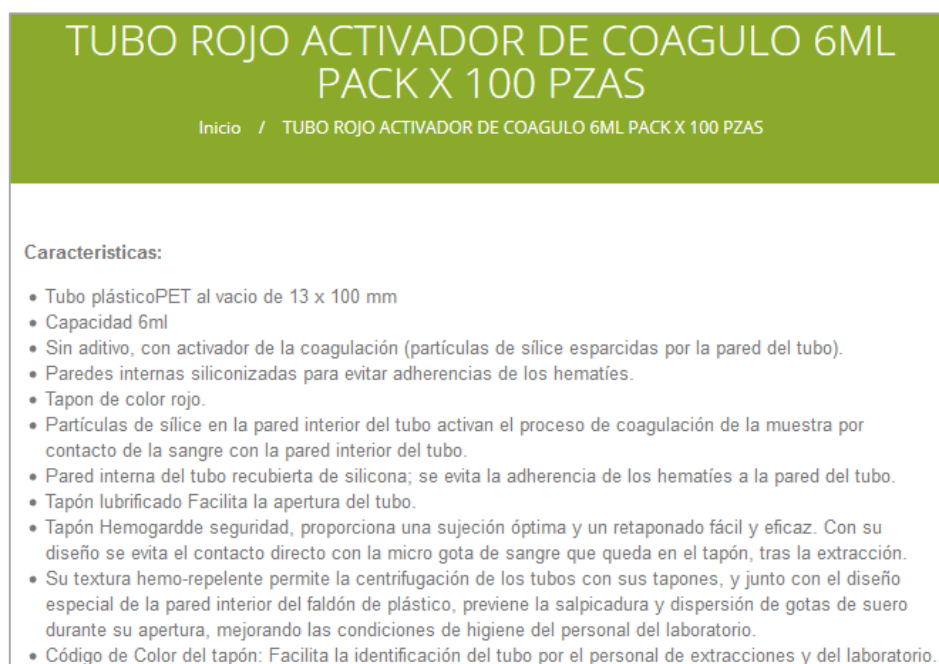 TUBO ROJO ACTIVADOR DE COAGULO 6ML
PACK X 100 PZAS
Inicio / TUBO ROJO ACTIVADOR DE COAGULO 6ML PACK X 100 PZAS
Caracteristicas:
• Tubo plásticoPET al vacio de 13 x 100 mm
• Capacidad 6ml
• Sin aditivo, con activador de la coagulación (partículas de sílice esparcidas por la pared del tubo).
• Paredes internas siliconizadas para evitar adherencias de los hematíes.
• Tapon de color rojo.
• Partículas de sílice en la pared interior del tubo activan el proceso de coagulación de la muestra por
contacto de la sangre con la pared interior del tubo.
• Pared interna del tubo recubierta de silicona; se evita la adherencia de los hematíes a la pared del tubo.
• Tapón lubrificado Facilita la apertura del tubo.
• Tapón Hemogardde seguridad, proporciona una sujeción óptima y un retaponado fácil y eficaz. Con su
diseño se evita el contacto directo con la micro gota de sangre que queda en el tapón, tras la extracción.
• Su textura hemo-repelente permite la centrifugación de los tubos con sus tapones, y junto con el diseño
especial de la pared interior del faldón de plástico, previene la salpicadura y dispersión de gotas de suero
durante su apertura, mejorando las condiciones de higiene del personal del laboratorio.
• Código de Color del tapón: Facilita la identificación del tubo por el personal de extracciones y del laboratorio.